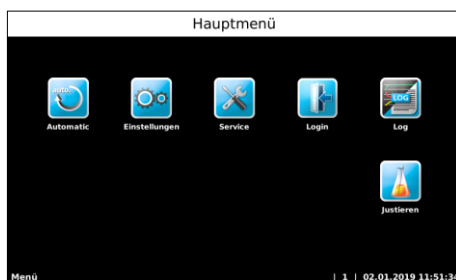 Hauptmenü
auto.
LOG
Automatic Einstellungen Service Login Log
Justieren
Menü | 1 | 02.01.2019 11:51:34